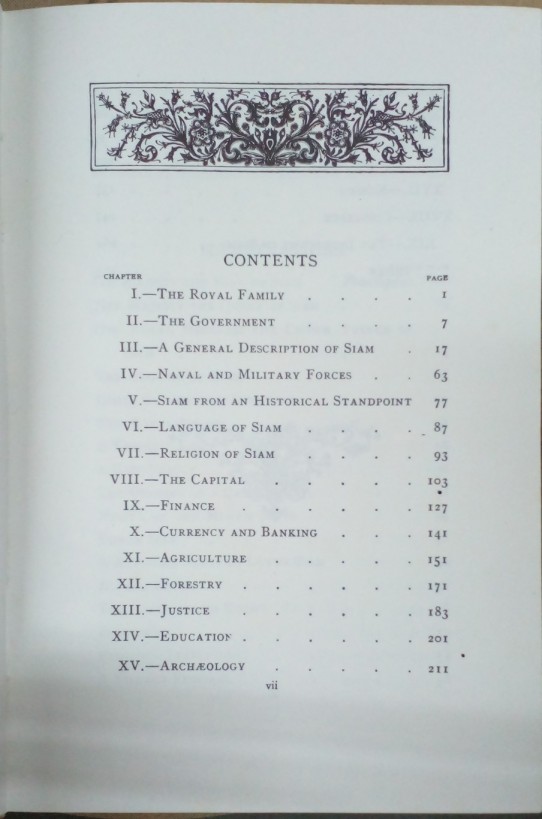 CONTENTS
CHAPTER PAGE
I.—The Royal Family . . . . 1
II.—The Government . . . . 7
III.—A General Description of Siam . 17
IV.—Naval and Military Forces . . 63
V.—Siam from an Historical Standpoint 77
VI.—Language of Siam . . . . 87
VII.—Religion of Siam . . . . 93
VIII.—The Capital . . . . . 103
IX.—Finance . . . . . . 127
X.—Currency and Banking . . . 141
XI.—Agriculture . . . . . 151
XII.—Forestry . . . . . . 171
XIII.—Justice . . . . . . 183
XIV.—Education . . . . . . 201
XV.—Archæology . . . . . 211
vii